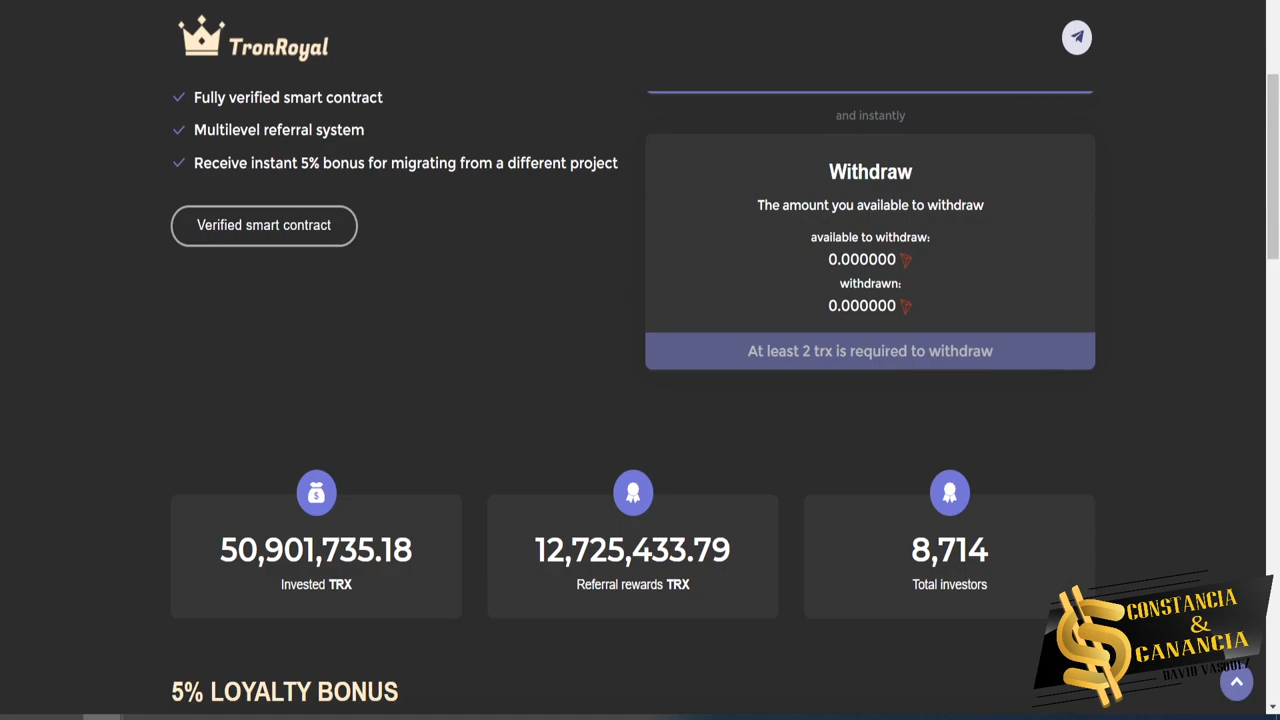 TronRoyal
Fully verified smart contract
Multilevel referral system
Receive instant 5% bonus for migrating from a different project
Verified smart contract
and instantly
Withdraw
The amount you available to withdraw
available to withdraw:
0.000000
withdrawn:
0.000000
At least 2 trx is required to withdraw
50,901,735.18
Invested TRX
12,725,433.79
Referral rewards TRX
8,714
Total investors
CONSTANCIA
&
GANANCIA
DAVID VASQUEZ
5% LOYALTY BONUS